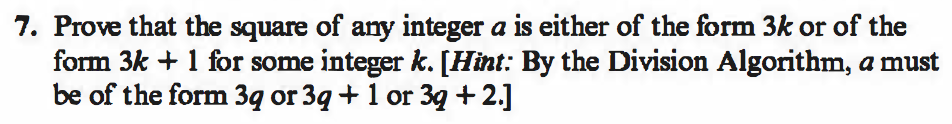 7. Prove that the square of any integer a is either of the form 3k or of the
form 3k + 1 for some integer k. [Hint: By the Division Algorithm, a must
be of the form 3q or 3q + 1 or 3q + 2.]